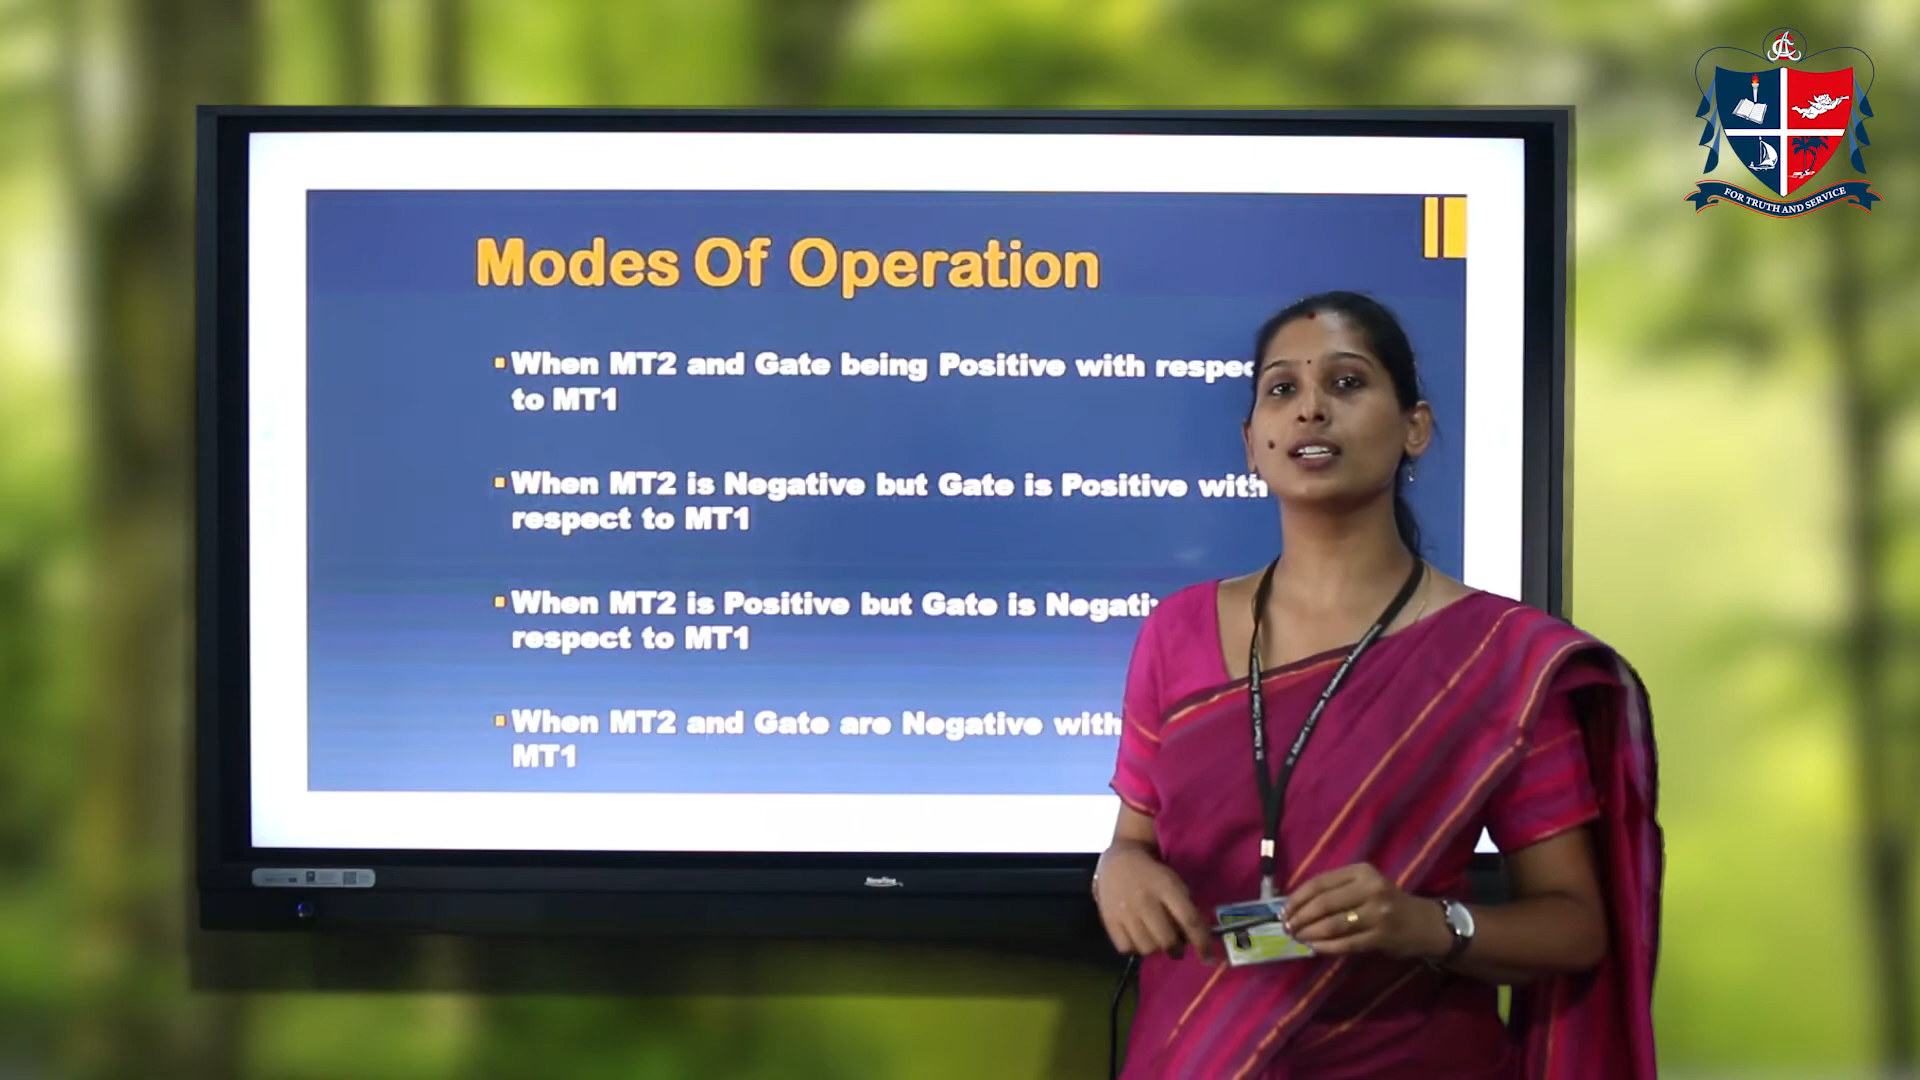 FOR TRUTH AND SERVICE
Modes Of Operation
When MT2 and Gate being Positive with
to MT1
When MT2 is Negative but Gate is Positive with
respect to MT1
When MT2 is Positive but Gate is
respect to MT1
When MT2 and Gate are Negative with
MT1